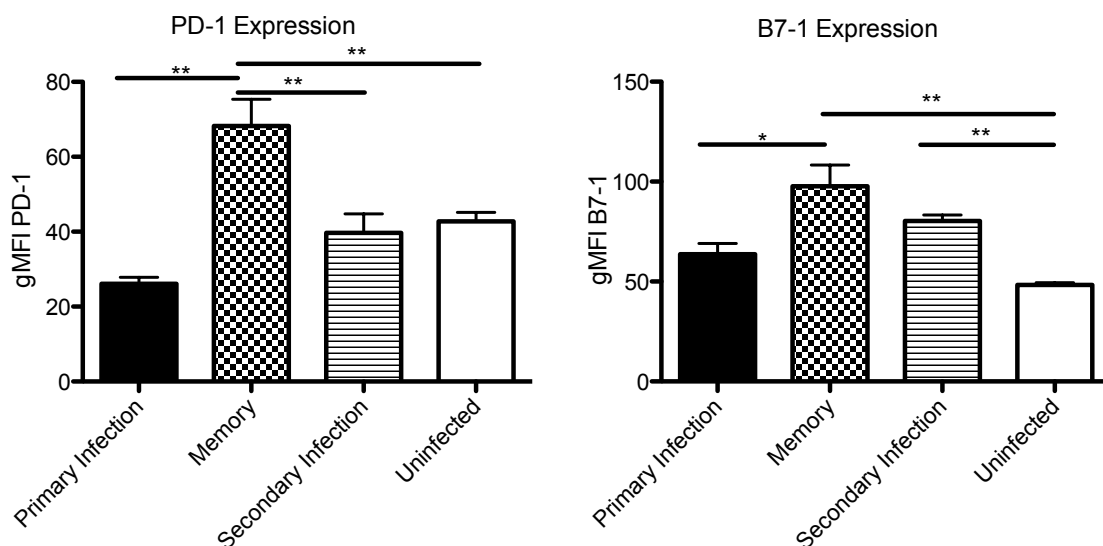 PD-1 Expression
**
**
**
80
60
40
20
0
gMFI PD-1
Primary Infection
Memory
Secondary Infection
Uninfected
B7-1 Expression
**
*
**
150
100
50
0
gMFI B7-1
Primary Infection
Memory
Secondary Infection
Uninfected